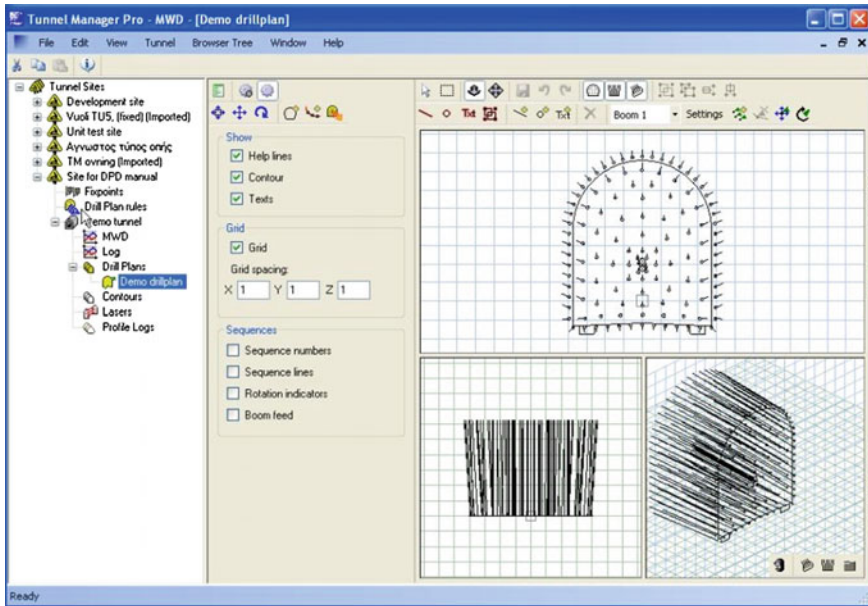 Tunnel Manager Pro - MWD - [Demo drillplan]
File Edit View Tunnel Browser Tree Window Help
Tunnel Sites
Development site
Vuoli TU5, (fixed) (Imported)
Unit test site
Αγνωστος τύπος οπής
TM ovning (Imported)
Site for DPD manual
Fixpoints
Drill Plan rules
Demo tunnel
MWD
Log
Drill Plans
Demo drillplan
Contours
Lasers
Profile Logs
Show
Help lines
Contour
Texts
Grid
Grid
Grid spacing:
X 1 Y 1 Z 1
Sequences
Sequence numbers
Sequence lines
Rotation indicators
Boom feed
Txt Txt Boom 1 Settings
Ready